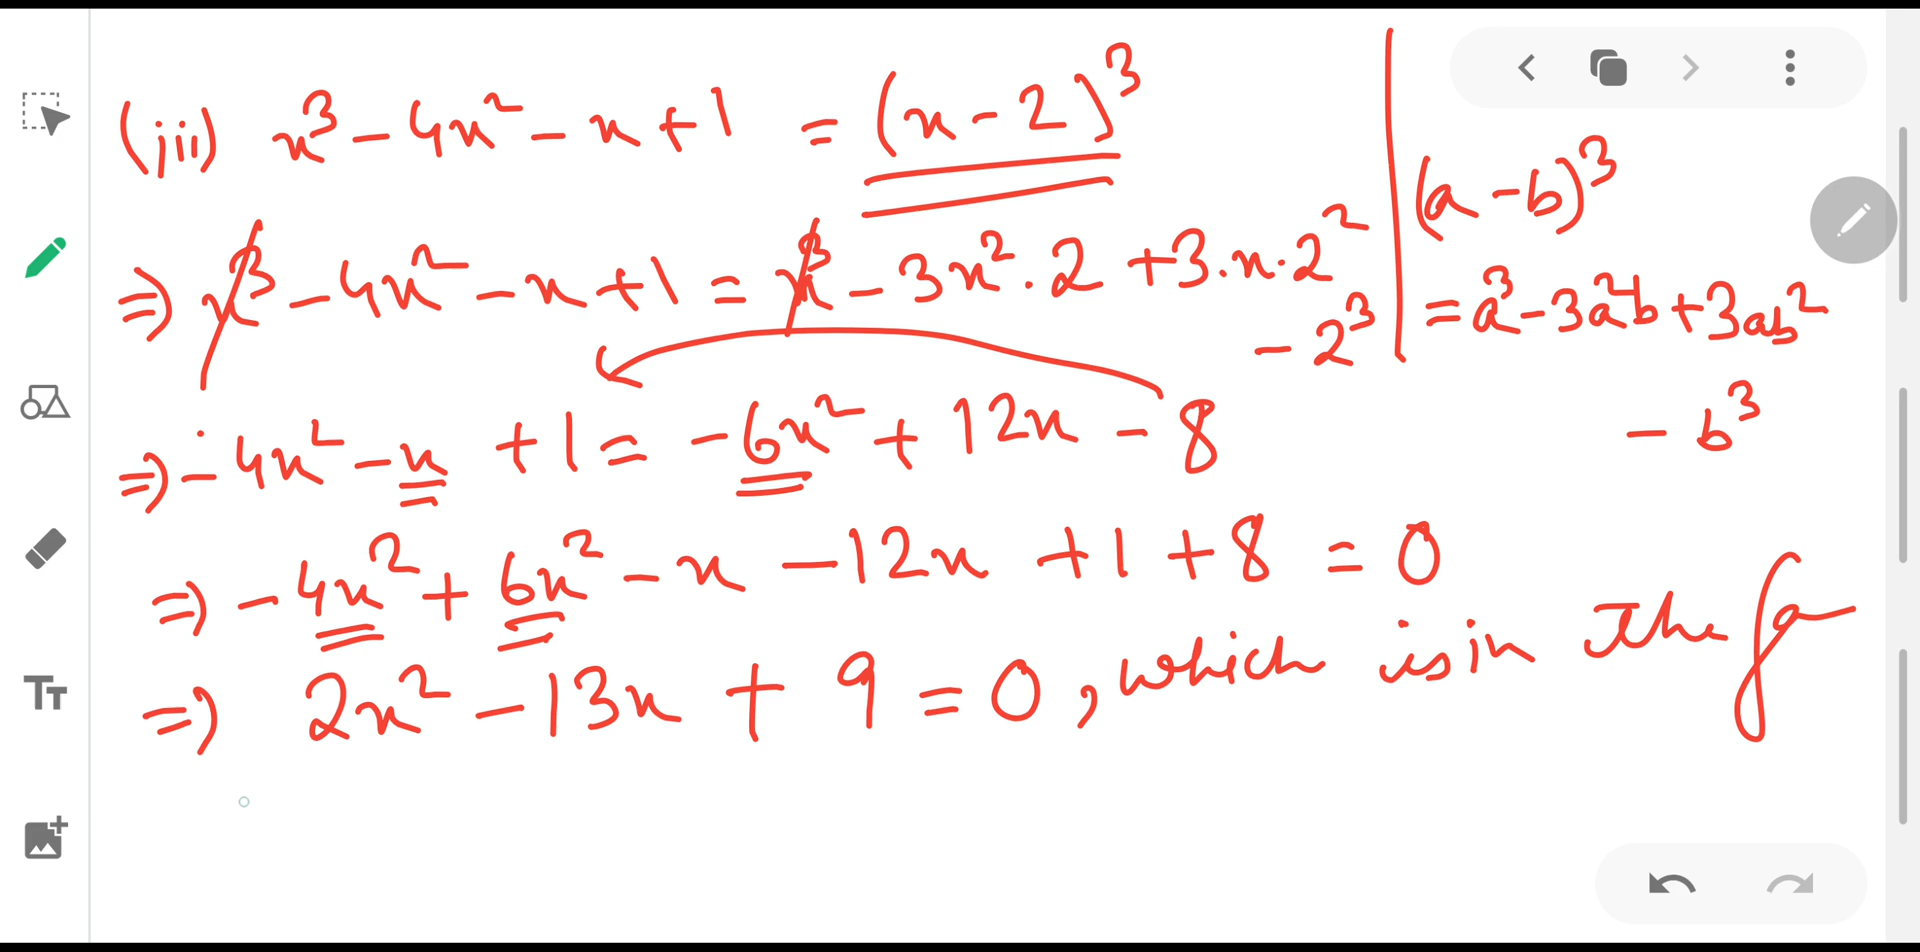 (iii) x³ - 4x² - x + 1 = (x - 2)³
⇒ x³ - 4x² - x + 1 = x³ - 3x² · 2 + 3 · x · 2²
- 2³
⇒ - 4x² - x + 1 = - 6x² + 12x - 8
⇒ - 4x² + 6x² - x - 12x + 1 + 8 = 0
⇒ 2x² - 13x + 9 = 0, which is in the
(a - b)³
= a³ - 3a²b + 3ab²
- b³
TT